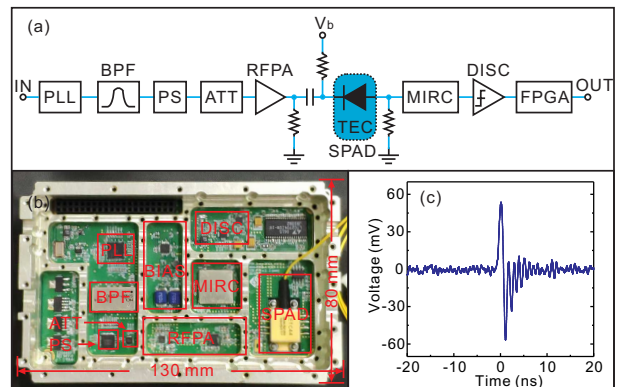 (a)
V_b
IN
PLL
BPF
PS
ATT
RFPA
TEC
SPAD
MIRC
DISC
FPGA
OUT
(b)
PLL
BPF
ATT
PS
BIAS
DISC
MIRC
RFPA
SPAD
130 mm
80 mm
(c)
Voltage (mV)
60
30
0
-30
-60
-20
-10
0
10
20
Time (ns)